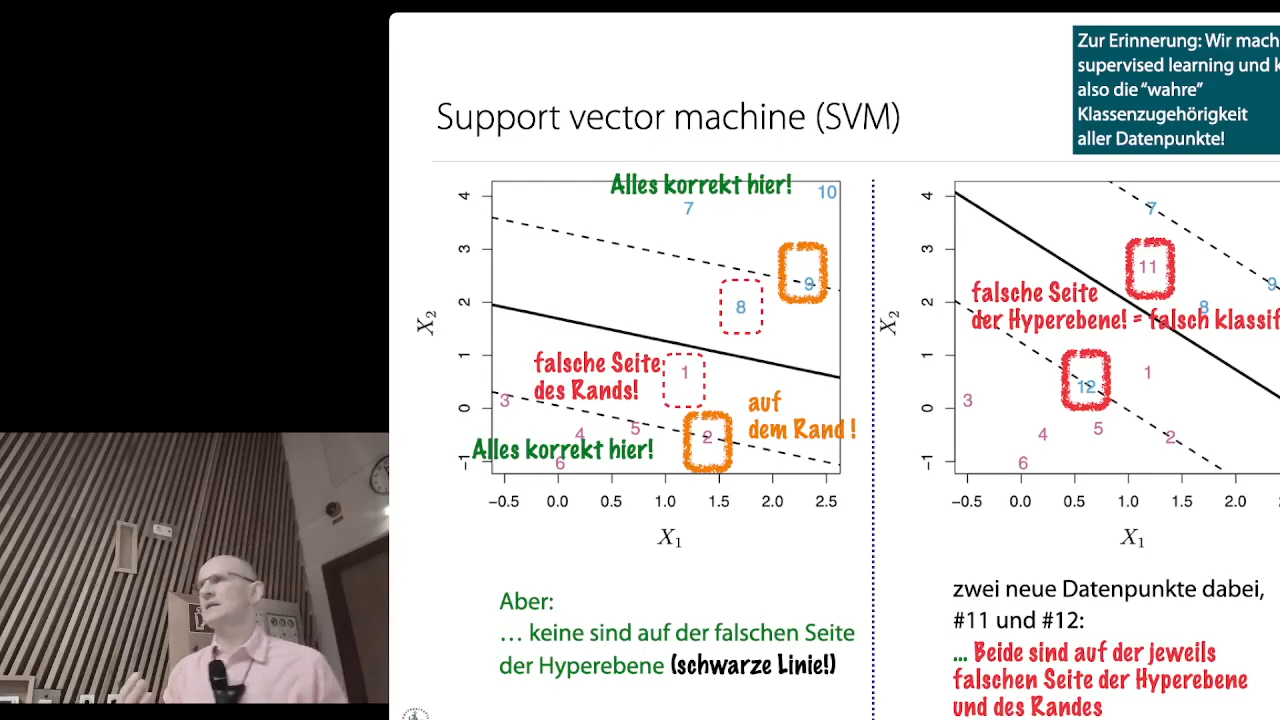 Zur Erinnerung: Wir mach
supervised learning und k
also die "wahre"
Klassenzugehörigkeit
aller Datenpunkte!
Support vector machine (SVM)
Alles korrekt hier!
4
3
2
1
0
−1
X2
7
10
9
8
1
3
4
5
2
6
falsche Seite
des Rands!
auf
dem Rand !
Alles korrekt hier!
−0.5 0.0 0.5 1.0 1.5 2.0 2.5
X1
4
3
2
1
0
−1
X2
7
11
9
8
falsche Seite
der Hyperebene! = falsch klassif
12
1
3
4
5
2
6
−0.5 0.0 0.5 1.0 1.5 2.0
X1
Aber:
... keine sind auf der falschen Seite
der Hyperebene (schwarze Linie!)
zwei neue Datenpunkte dabei,
#11 und #12:
... Beide sind auf der jeweils
falschen Seite der Hyperebene
und des Randes